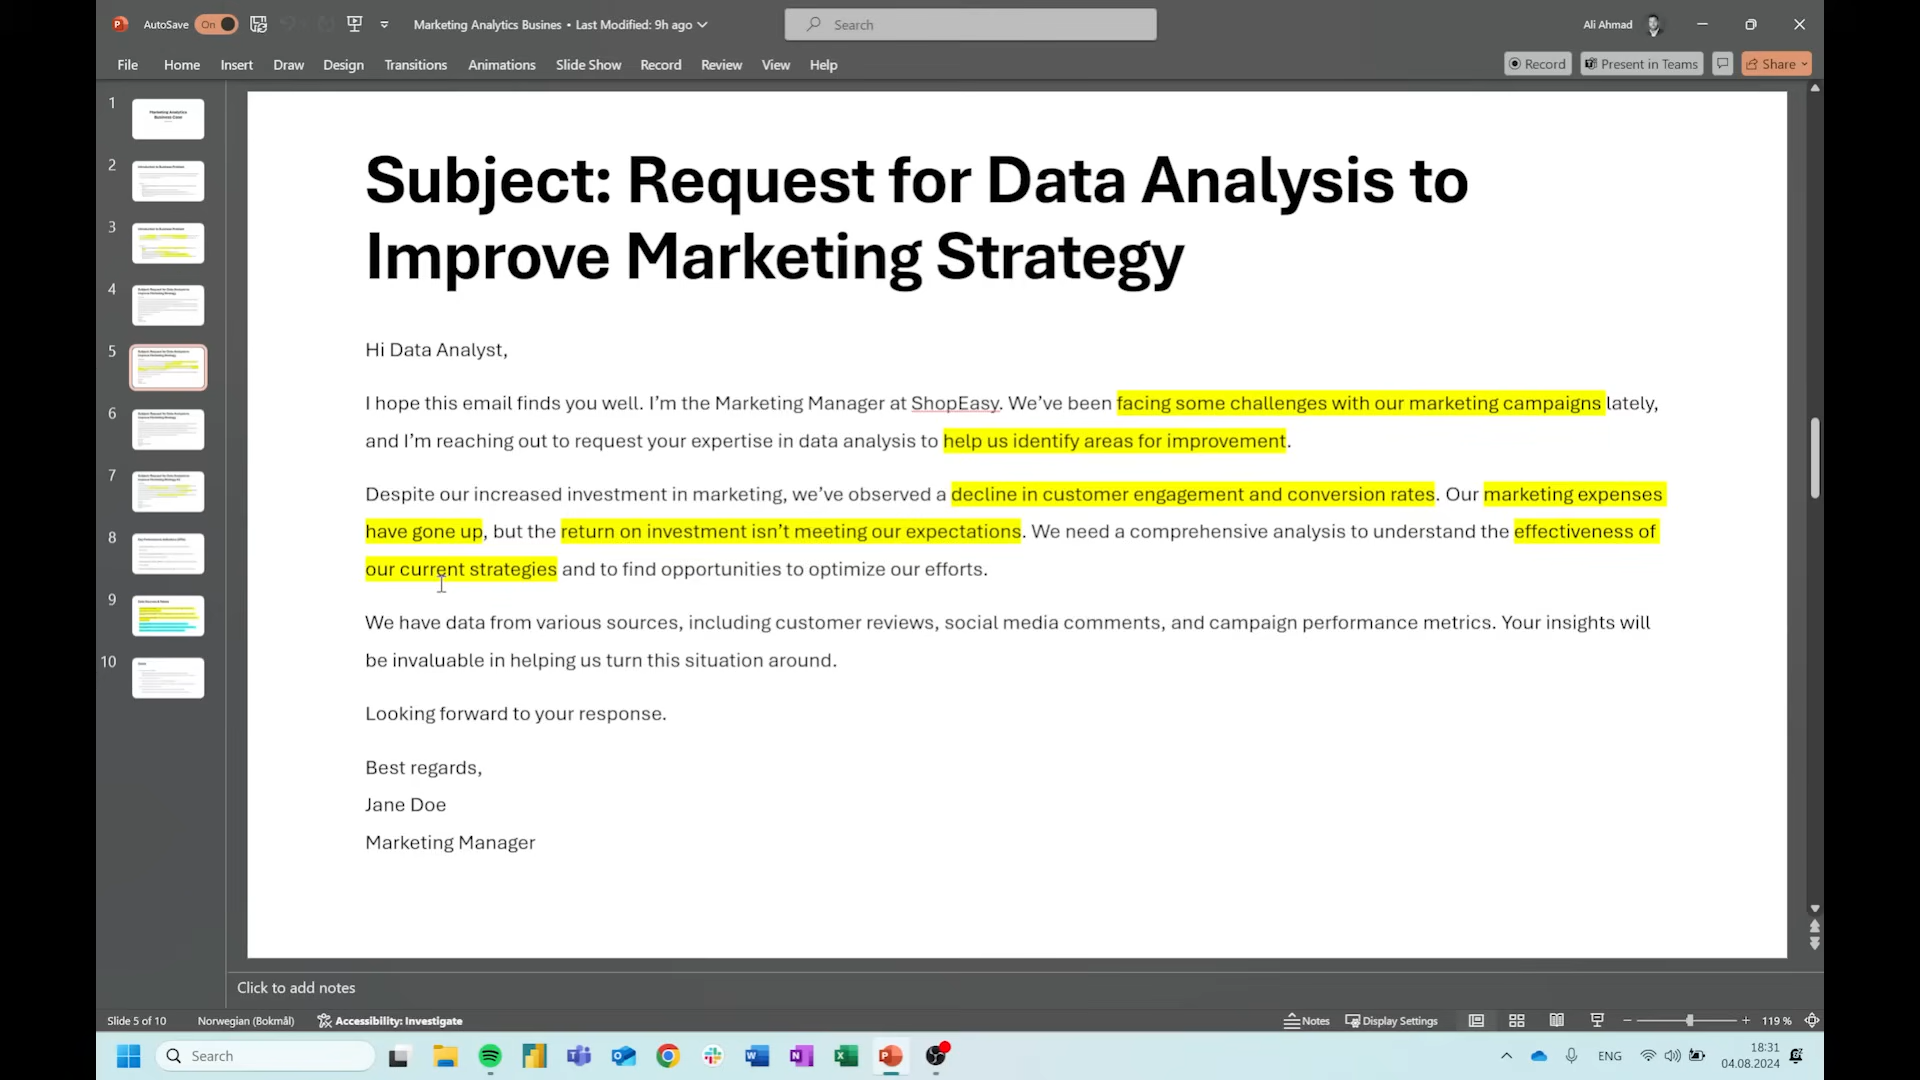 AutoSave On Marketing Analytics Busines • Last Modified: 9h ago Search Ali Ahmad
File Home Insert Draw Design Transitions Animations Slide Show Record Review View Help Record Present in Teams Share
1
2
3
4
5
6
7
8
9
10
Subject: Request for Data Analysis to
Improve Marketing Strategy
Hi Data Analyst,
I hope this email finds you well. I’m the Marketing Manager at ShopEasy. We’ve been facing some challenges with our marketing campaigns lately,
and I’m reaching out to request your expertise in data analysis to help us identify areas for improvement.
Despite our increased investment in marketing, we’ve observed a decline in customer engagement and conversion rates. Our marketing expenses
have gone up, but the return on investment isn’t meeting our expectations. We need a comprehensive analysis to understand the effectiveness of
our current strategies and to find opportunities to optimize our efforts.
We have data from various sources, including customer reviews, social media comments, and campaign performance metrics. Your insights will
be invaluable in helping us turn this situation around.
Looking forward to your response.
Best regards,
Jane Doe
Marketing Manager
Click to add notes
Slide 5 of 10 Norwegian (Bokmål) Accessibility: Investigate Notes Display Settings 119 %
Search ENG 18:31
04.08.2024